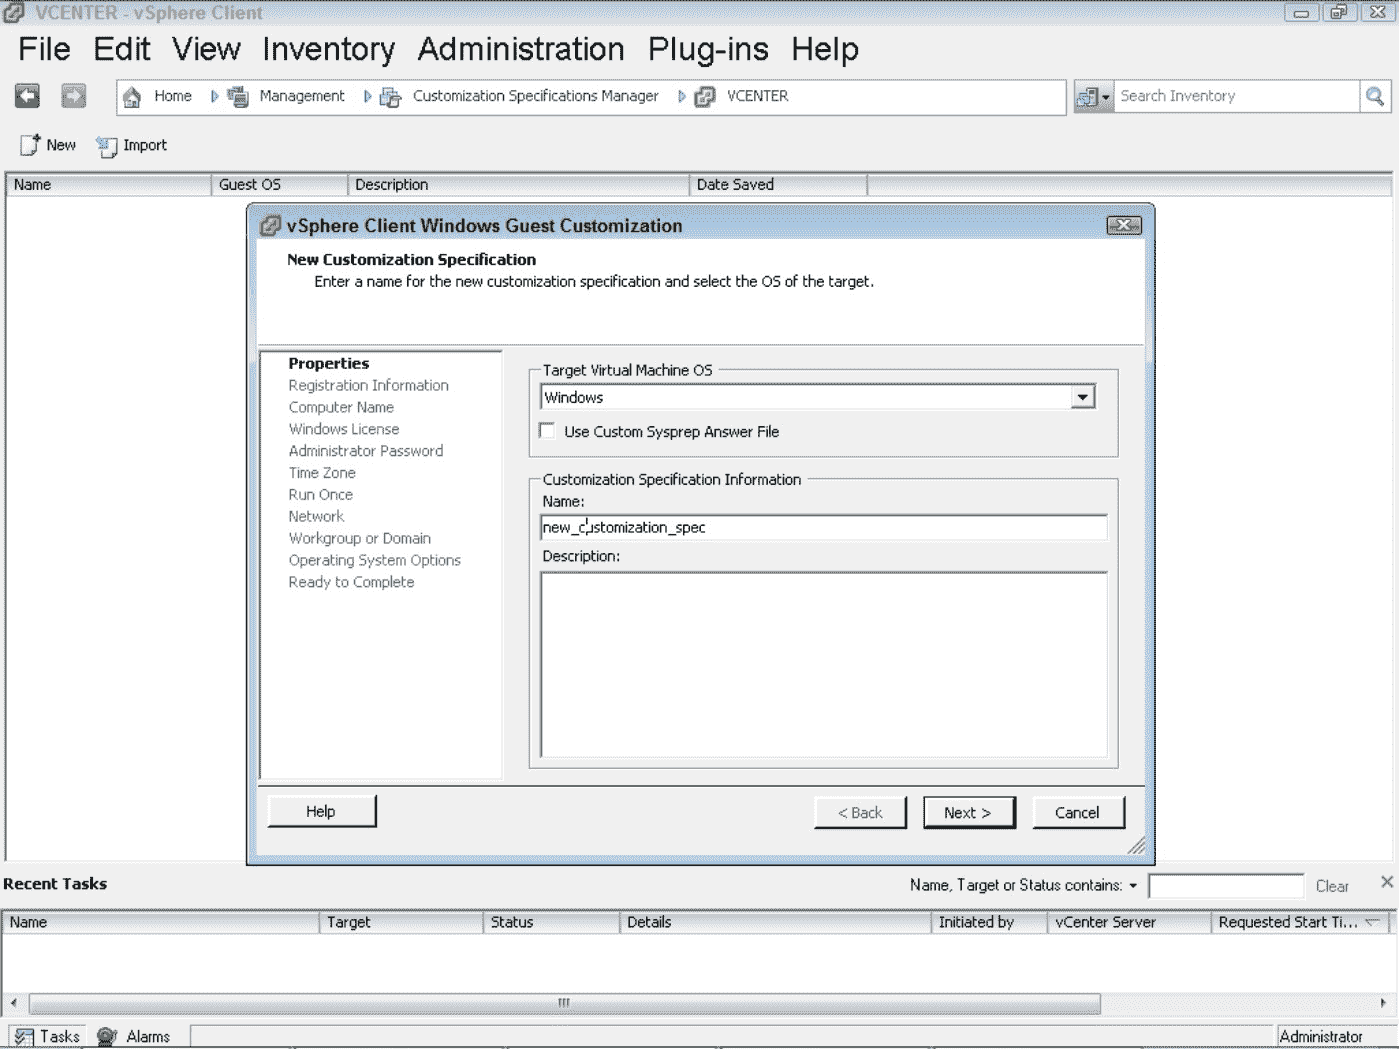 VCENTER - vSphere Client
File Edit View Inventory Administration Plug-ins Help
Home Management Customization Specifications Manager VCENTER Search Inventory
New Import
Name Guest OS Description Date Saved
vSphere Client Windows Guest Customization
New Customization Specification
Enter a name for the new customization specification and select the OS of the target.
Properties
Registration Information
Computer Name
Windows License
Administrator Password
Time Zone
Run Once
Network
Workgroup or Domain
Operating System Options
Ready to Complete
Target Virtual Machine OS
Windows
Use Custom Sysprep Answer File
Customization Specification Information
Name:
new_customization_spec
Description:
Help < Back Next > Cancel
Recent Tasks Name, Target or Status contains: Clear
Name Target Status Details Initiated by vCenter Server Requested Start Ti...
Tasks Alarms Administrator